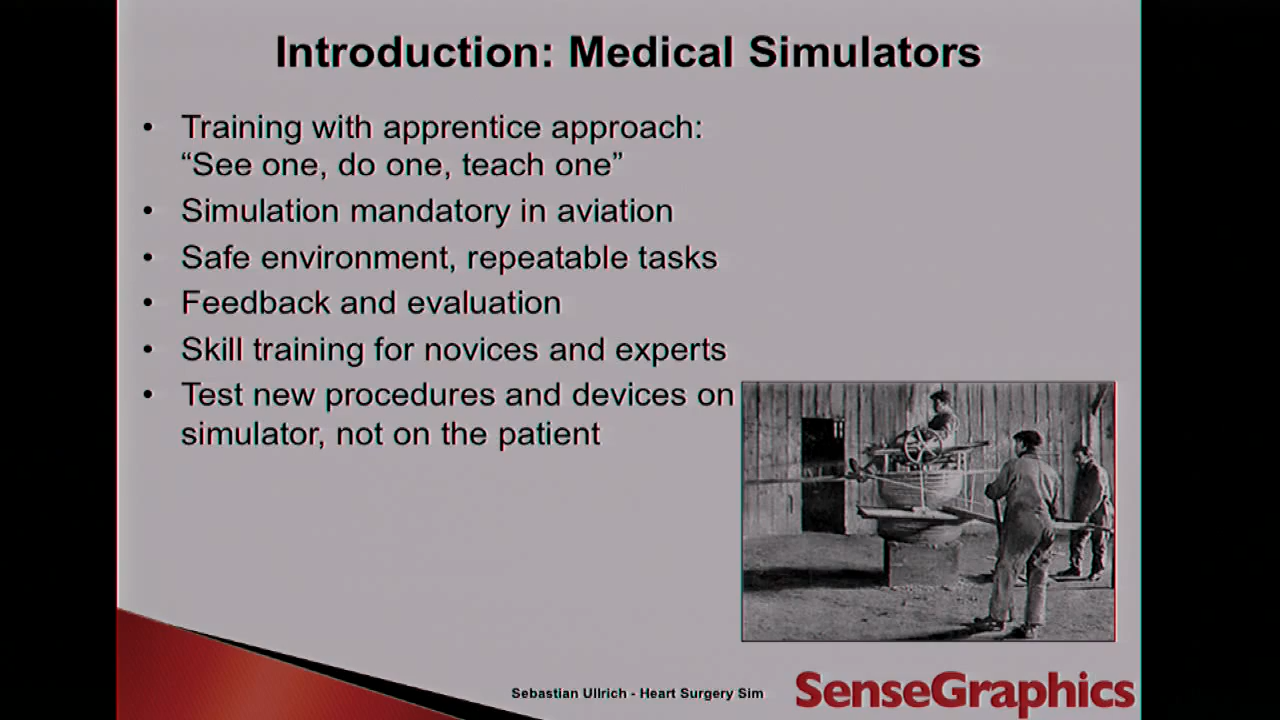 Introduction: Medical Simulators
• Training with apprentice approach:
“See one, do one, teach one”
• Simulation mandatory in aviation
• Safe environment, repeatable tasks
• Feedback and evaluation
• Skill training for novices and experts
• Test new procedures and devices on
simulator, not on the patient
Sebastian Ullrich - Heart Surgery Sim
SenseGraphics